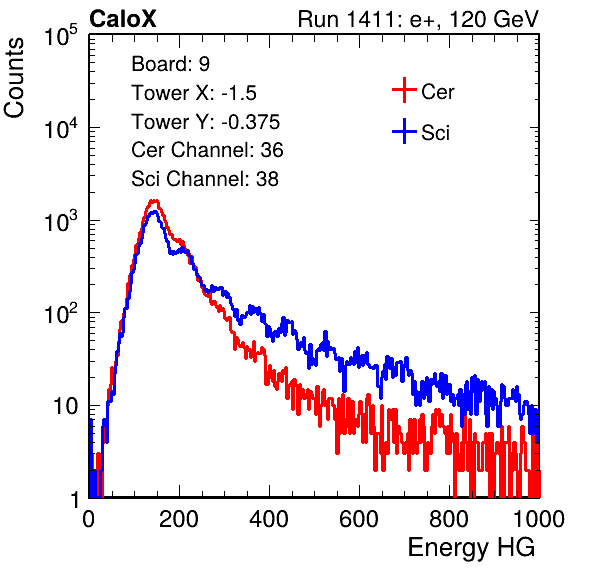 CaloX
Run 1411: e+, 120 GeV
Counts
10^5
10^4
10^3
10^2
10
1
Board: 9
Tower X: -1.5
Tower Y: -0.375
Cer Channel: 36
Sci Channel: 38
Cer
Sci
0 200 400 600 800 1000
Energy HG